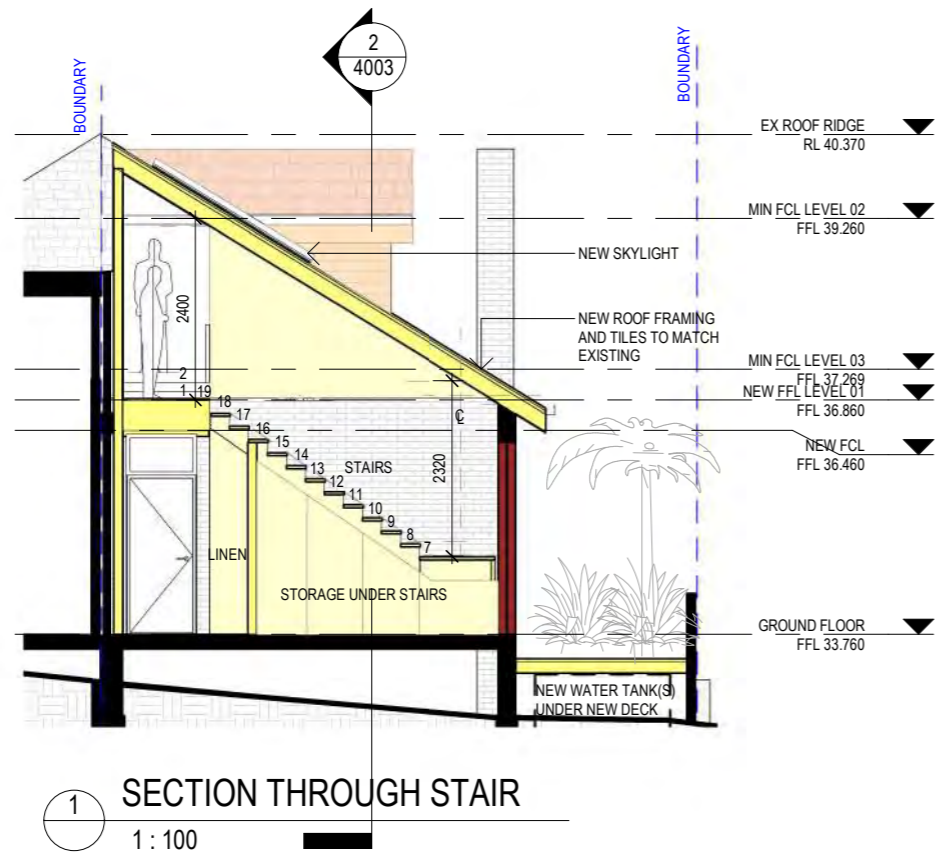 2
4003
BOUNDARY
BOUNDARY
EX ROOF RIDGE
RL 40.370
MIN FCL LEVEL 02
FFL 39.260
NEW SKYLIGHT
NEW ROOF FRAMING
AND TILES TO MATCH
EXISTING
MIN FCL LEVEL 03
FFL 37.269
NEW FFL LEVEL 01
FFL 36.860
NEW FCL
FFL 36.460
2400
2
1
19
18
17
16
15
14
13
12
11
10
9
8
7
STAIRS
2320
LINEN
STORAGE UNDER STAIRS
GROUND FLOOR
FFL 33.760
NEW WATER TANK(S)
UNDER NEW DECK
1
SECTION THROUGH STAIR
1 : 100